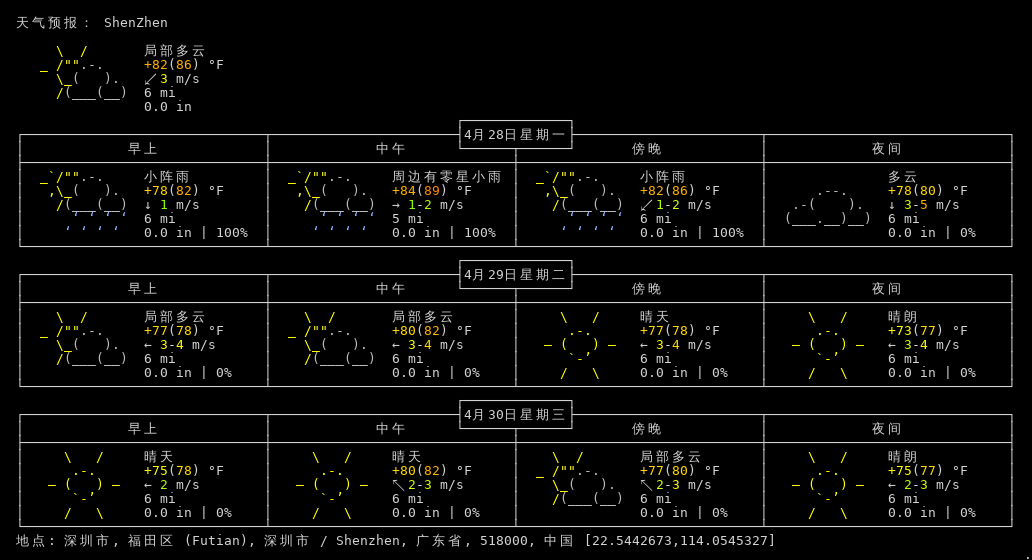 天气预报： ShenZhen
局部多云
+82(86) °F
↙ 3 m/s
6 mi
0.0 in
4月28日星期一
早上 中午 傍晚 夜间
小阵雨 周边有零星小雨 小阵雨 多云
+78(82) °F +84(89) °F +82(86) °F +78(80) °F
↓ 1 m/s → 1-2 m/s ↙ 1-2 m/s ↓ 3-5 m/s
6 mi 5 mi 6 mi 6 mi
0.0 in | 100% 0.0 in | 100% 0.0 in | 100% 0.0 in | 0%
4月29日星期二
早上 中午 傍晚 夜间
局部多云 局部多云 晴天 晴朗
+77(78) °F +80(82) °F +77(78) °F +73(77) °F
← 3-4 m/s ← 3-4 m/s ← 3-4 m/s ← 3-4 m/s
6 mi 6 mi 6 mi 6 mi
0.0 in | 0% 0.0 in | 0% 0.0 in | 0% 0.0 in | 0%
4月30日星期三
早上 中午 傍晚 夜间
晴天 晴天 局部多云 晴朗
+75(78) °F +80(82) °F +77(80) °F +75(77) °F
← 2 m/s ↖ 2-3 m/s ↖ 2-3 m/s ← 2-3 m/s
6 mi 6 mi 6 mi 6 mi
0.0 in | 0% 0.0 in | 0% 0.0 in | 0% 0.0 in | 0%
地点: 深圳市, 福田区 (Futian), 深圳市 / Shenzhen, 广东省, 518000, 中国 [22.5442673,114.0545327]